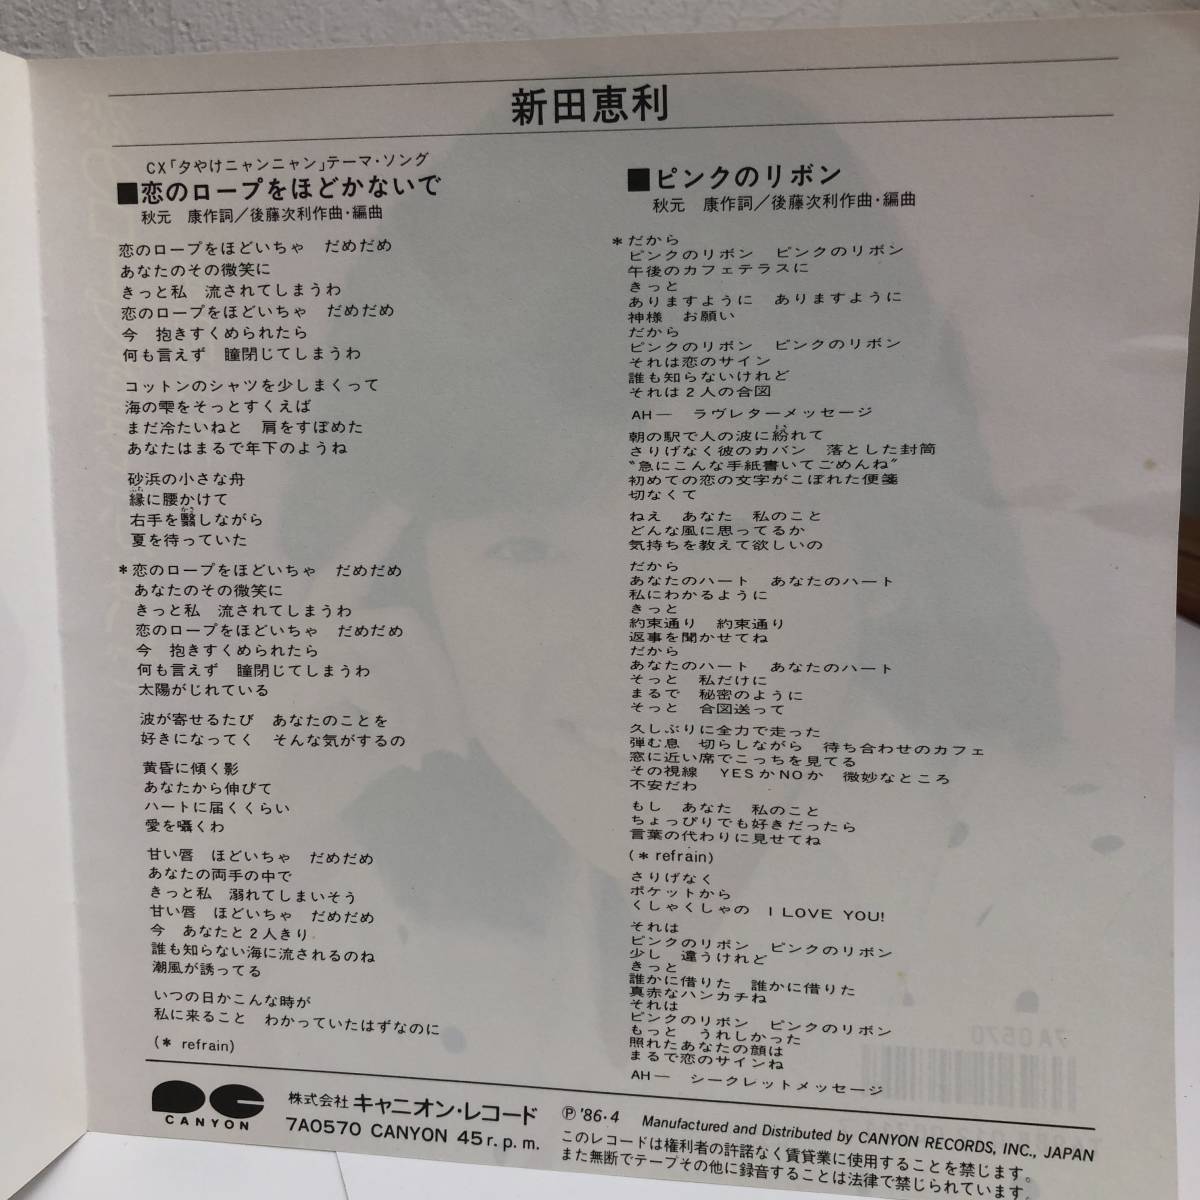 新田恵利
CX「夕やけニャンニャン」テーマ・ソング
■恋のロープをほどかないで
秋元 康作詞/後藤次利作曲・編曲
恋のロープをほどいちゃ だめだめ
あなたのその微笑に
きっと私 流されてしまうわ
恋のロープをほどいちゃ だめだめ
今 抱きすくめられたら
何も言えず 瞳閉じてしまうわ
コットンのシャツを少しまくって
海の雫をそっとすくえば
まだ冷たいねと 肩をすぼめた
あなたはまるで年下のようね
砂浜の小さな舟
縁に腰かけて
右手を翳しながら
夏を待っていた
*恋のロープをほどいちゃ だめだめ
あなたのその微笑に
きっと私 流されてしまうわ
恋のロープをほどいちゃ だめだめ
今 抱きすくめられたら
何も言えず 瞳閉じてしまうわ
太陽がじれている
波が寄せるたび あなたのことを
好きになってく そんな気がするの
黄昏に傾く影
あなたから伸びて
ハートに届くくらい
愛を囁くわ
甘い唇 ほどいちゃ だめだめ
あなたの両手の中で
きっと私 溺れてしまいそう
甘い唇 ほどいちゃ だめだめ
今 あなたと2人きり
誰も知らない海に流されるのね
潮風が誘ってる
いつの日かこんな時が
私に来ること わかっていたはずなのに
(* refrain)
■ピンクのリボン
秋元 康作詞/後藤次利作曲・編曲
*だから
ピンクのリボン ピンクのリボン
午後のカフェテラスに
きっと
ありますように ありますように
神様 お願い
だから
ピンクのリボン ピンクのリボン
それは恋のサイン
誰も知らないけれど
それは2人の合図
AH― ラヴレターメッセージ
朝の駅で人の波に紛れて
さりげなく彼のカバン 落とした封筒
"急にこんな手紙書いてごめんね"
初めての恋の文字がこぼれた便箋
切なくて
ねえ あなた 私のこと
どんな風に思ってるか
気持ちを教えて欲しいの
だから
あなたのハート あなたのハート
私にわかるように
きっと
約束通り 約束通り
返事を聞かせてね
だから
あなたのハート あなたのハート
そっと 私だけに
まるで 秘密のように
そっと 合図送って
久しぶりに全力で走った
弾む息 切らしながら 待ち合わせのカフェ
窓に近い席でこっちを見てる
その視線 YESかNOか 微妙なところ
不安だわ
もし あなた 私のこと
ちょっぴりでも好きだったら
言葉の代わりに見せてね
(* refrain)
さりげなく
ポケットから
くしゃくしゃの I LOVE YOU!
それは
ピンクのリボン ピンクのリボン
少し 違うけれど
きっと
誰かに借りた 誰かに借りた
真赤なハンカチね
それは
ピンクのリボン ピンクのリボン
もっと うれしかった
照れたあなたの顔は
まるで恋のサインね
AH― シークレットメッセージ
CANYON
株式会社 キャニオン・レコード
7A0570 CANYON 45 r.p.m.
Ⓟ'86・4 Manufactured and Distributed by CANYON RECORDS, INC., JAPAN
このレコードは権利者の許諾なく賃貸業に使用することを禁じます。
また無断でテープその他に録音することは法律で禁じられています。